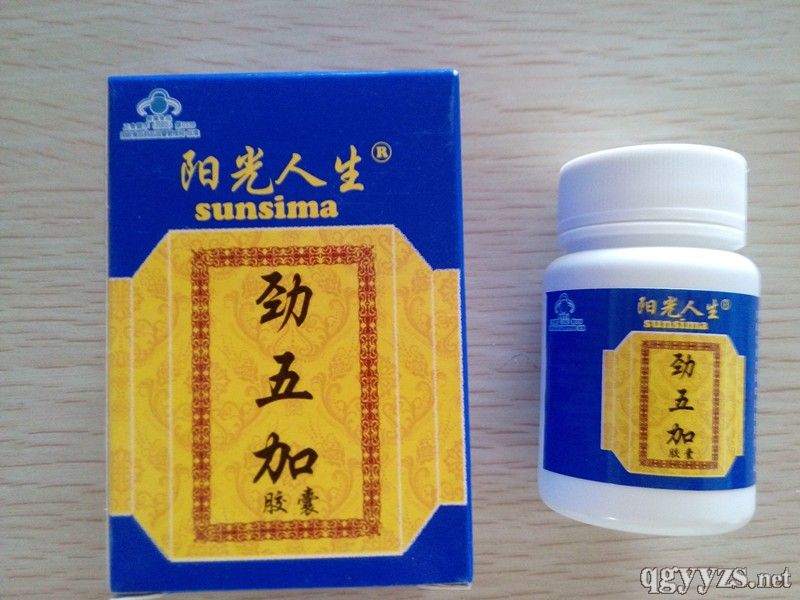 阳光人生®
sunsima
劲
五
加
胶囊
阳光人生®
sunsima
劲
五
加
胶囊
qgyyzs.net